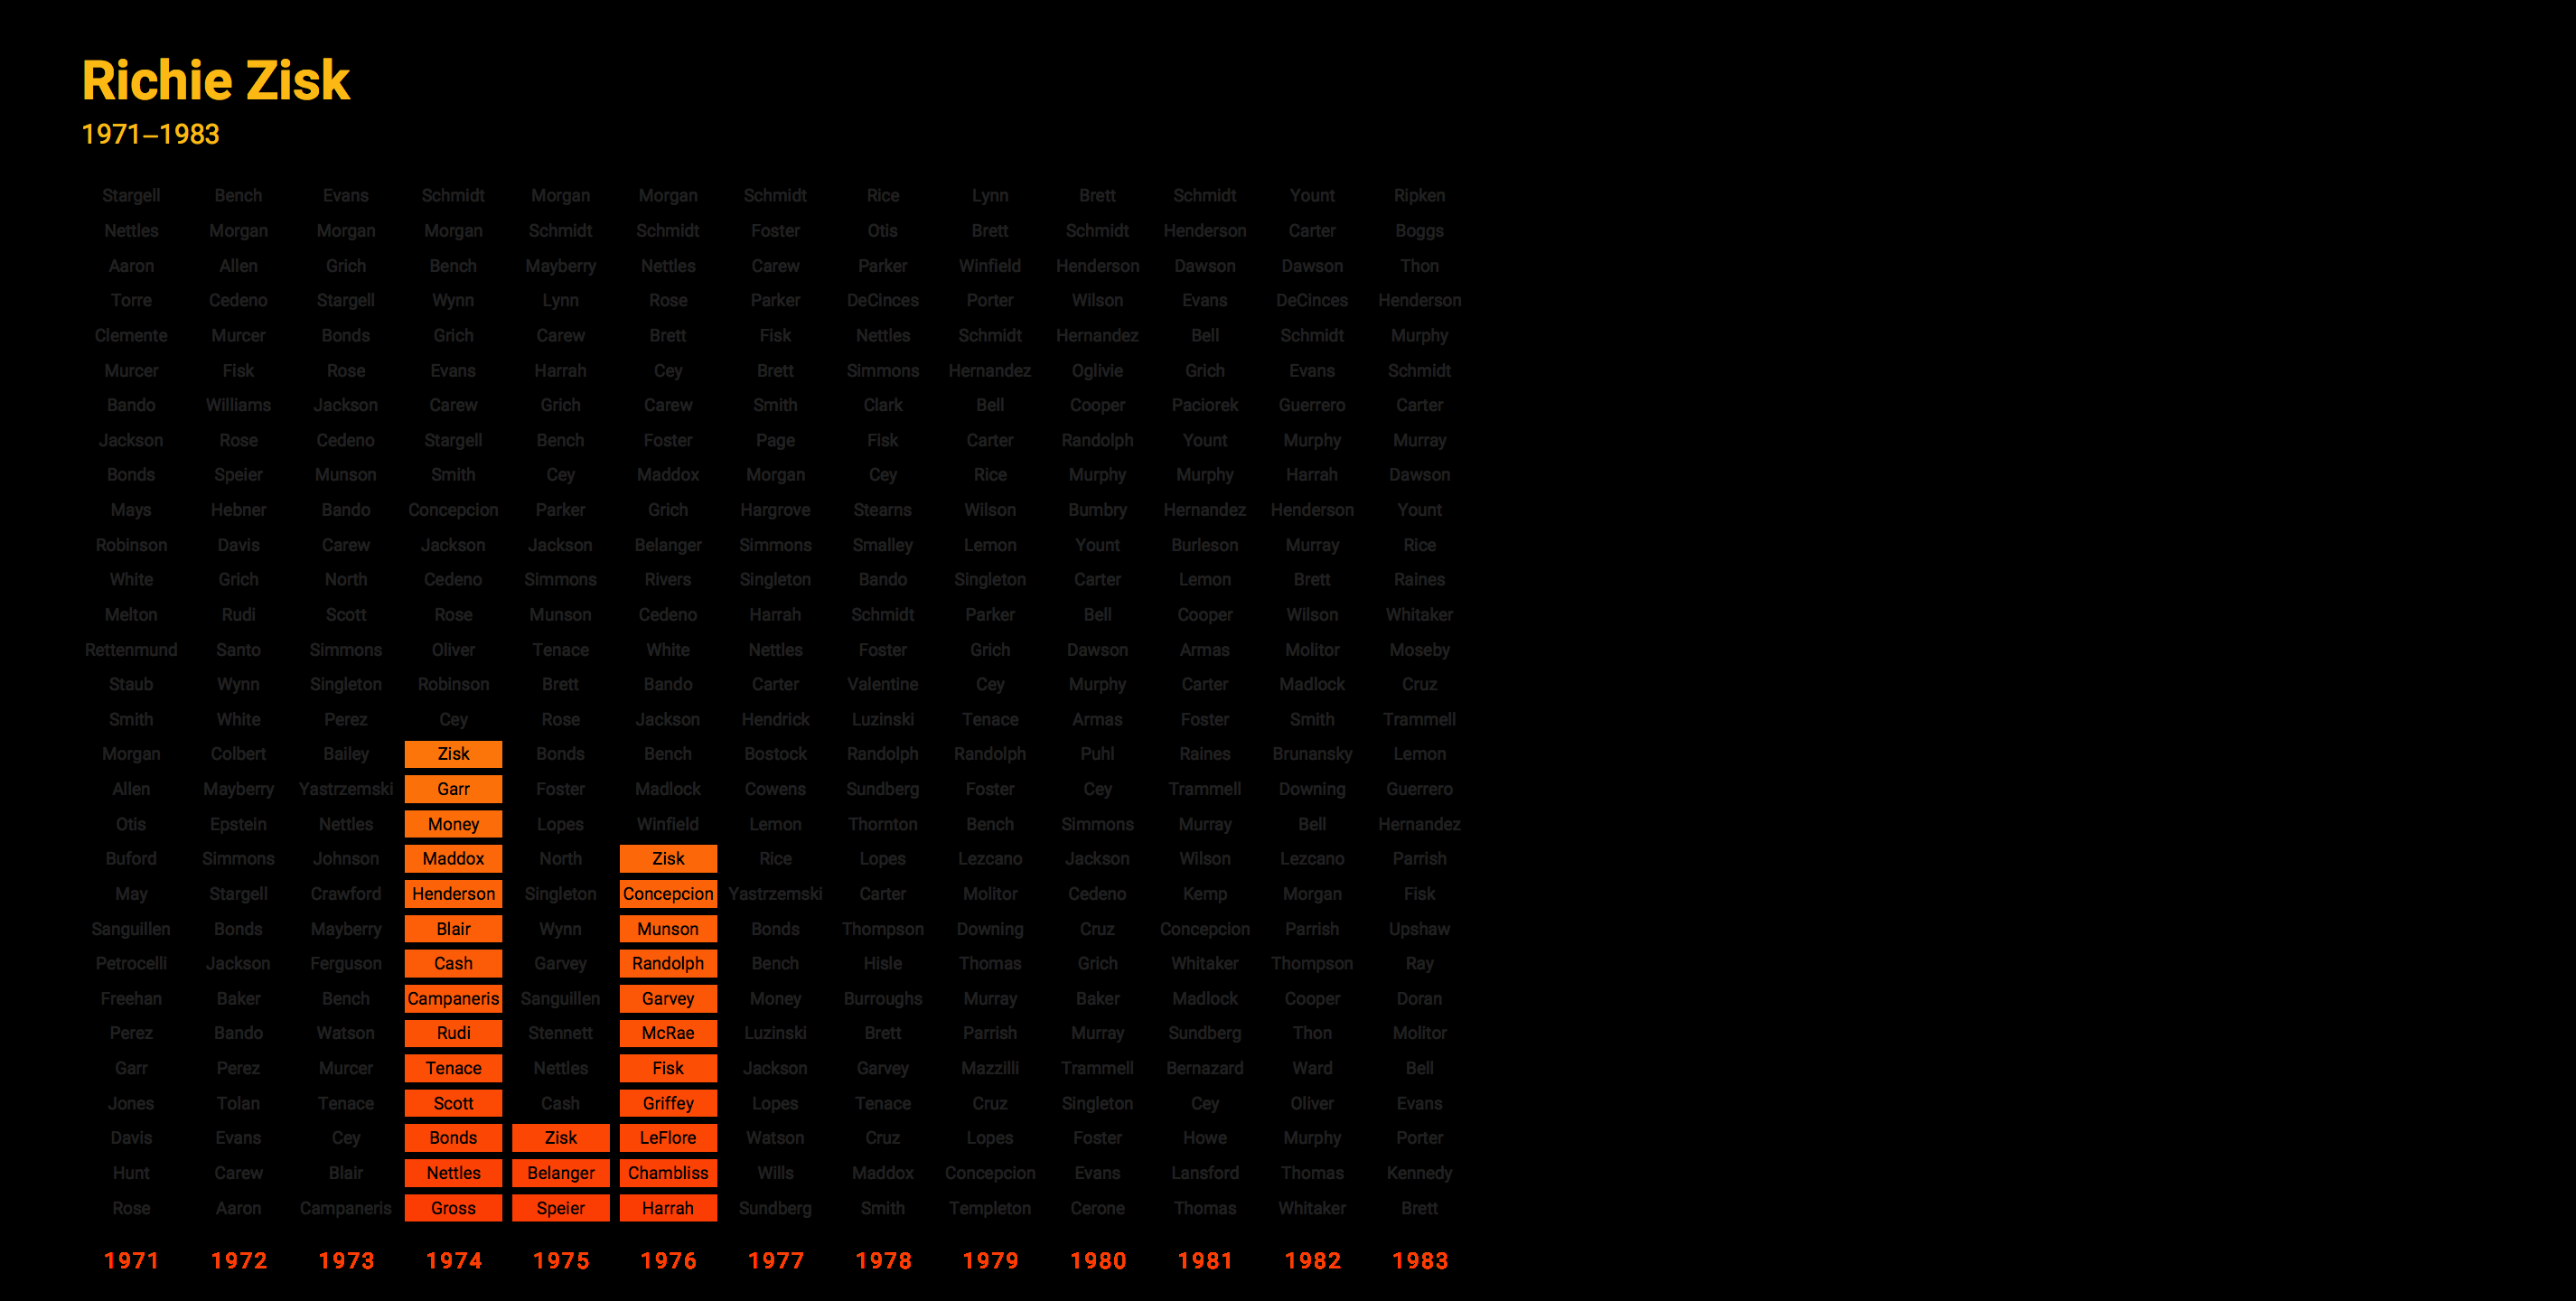 Richie Zisk
1971–1983
Stargell Bench Evans Schmidt Morgan Morgan Schmidt Rice Lynn Brett Schmidt Yount Ripken
Nettles Morgan Morgan Morgan Schmidt Schmidt Foster Otis Brett Schmidt Henderson Carter Boggs
Aaron Allen Grich Bench Mayberry Nettles Carew Parker Winfield Henderson Dawson Dawson Thon
Torre Cedeno Stargell Wynn Lynn Rose Parker DeCinces Porter Wilson Evans DeCinces Henderson
Clemente Murcer Bonds Grich Carew Brett Fisk Nettles Schmidt Hernandez Bell Schmidt Murphy
Murcer Fisk Rose Evans Harrah Cey Brett Simmons Hernandez Oglivie Grich Evans Schmidt
Bando Williams Jackson Carew Grich Carew Smith Clark Bell Cooper Paciorek Guerrero Carter
Jackson Rose Cedeno Stargell Bench Foster Page Fisk Carter Randolph Yount Murphy Murray
Bonds Speier Munson Smith Cey Maddox Morgan Cey Rice Murphy Murphy Harrah Dawson
Mays Hebner Bando Concepcion Parker Grich Hargrove Stearns Wilson Bumbry Hernandez Henderson Yount
Robinson Davis Carew Jackson Jackson Belanger Simmons Smalley Lemon Yount Burleson Murray Rice
White Grich North Cedeno Simmons Rivers Singleton Bando Singleton Carter Lemon Brett Raines
Melton Rudi Scott Rose Munson Cedeno Harrah Schmidt Parker Bell Cooper Wilson Whitaker
Rettenmund Santo Simmons Oliver Tenace White Nettles Foster Grich Dawson Armas Molitor Moseby
Staub Wynn Singleton Robinson Brett Bando Carter Valentine Cey Murphy Carter Madlock Cruz
Smith White Perez Cey Rose Jackson Hendrick Luzinski Tenace Armas Foster Smith Trammell
Morgan Colbert Bailey Zisk Bonds Bench Bostock Randolph Randolph Puhl Raines Brunansky Lemon
Allen Mayberry Yastrzemski Garr Foster Madlock Cowens Sundberg Foster Cey Trammell Downing Guerrero
Otis Epstein Nettles Money Lopes Winfield Lemon Thornton Bench Simmons Murray Bell Hernandez
Buford Simmons Johnson Maddox North Zisk Rice Lopes Lezcano Jackson Wilson Lezcano Parrish
May Stargell Crawford Henderson Singleton Concepcion Yastrzemski Carter Molitor Cedeno Kemp Morgan Fisk
Sanguillen Bonds Mayberry Blair Wynn Munson Bonds Thompson Downing Cruz Concepcion Parrish Upshaw
Petrocelli Jackson Ferguson Cash Garvey Randolph Bench Hisle Thomas Grich Whitaker Thompson Ray
Freehan Baker Bench Campaneris Sanguillen Garvey Money Burroughs Murray Baker Madlock Cooper Doran
Perez Bando Watson Rudi Stennett McRae Luzinski Brett Parrish Murray Sundberg Thon Molitor
Garr Perez Murcer Tenace Nettles Fisk Jackson Garvey Mazzilli Trammell Bernazard Ward Bell
Jones Tolan Tenace Scott Cash Griffey Lopes Tenace Cruz Singleton Cey Oliver Evans
Davis Evans Cey Bonds Zisk LeFlore Watson Cruz Lopes Foster Howe Murphy Porter
Hunt Carew Blair Nettles Belanger Chambliss Wills Maddox Concepcion Evans Lansford Thomas Kennedy
Rose Aaron Campaneris Gross Speier Harrah Sundberg Smith Templeton Cerone Thomas Whitaker Brett
1971 1972 1973 1974 1975 1976 1977 1978 1979 1980 1981 1982 1983